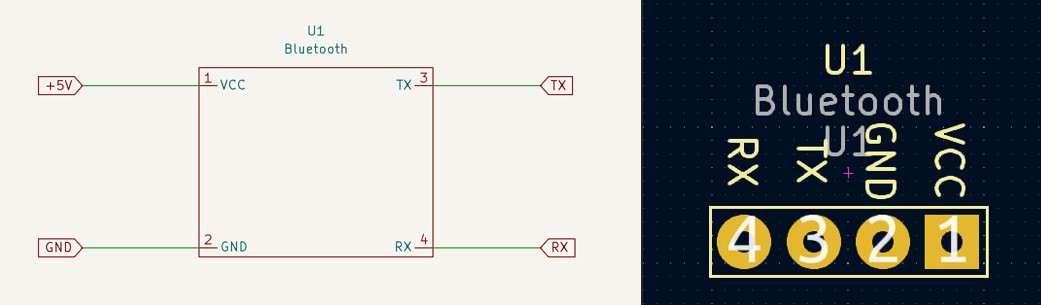 U1
Bluetooth
+5V
1
VCC
TX
3
TX
GND
2
GND
RX
4
RX
U1
Bluetooth
U1
RX
TX
GND
VCC
4
3
2
1